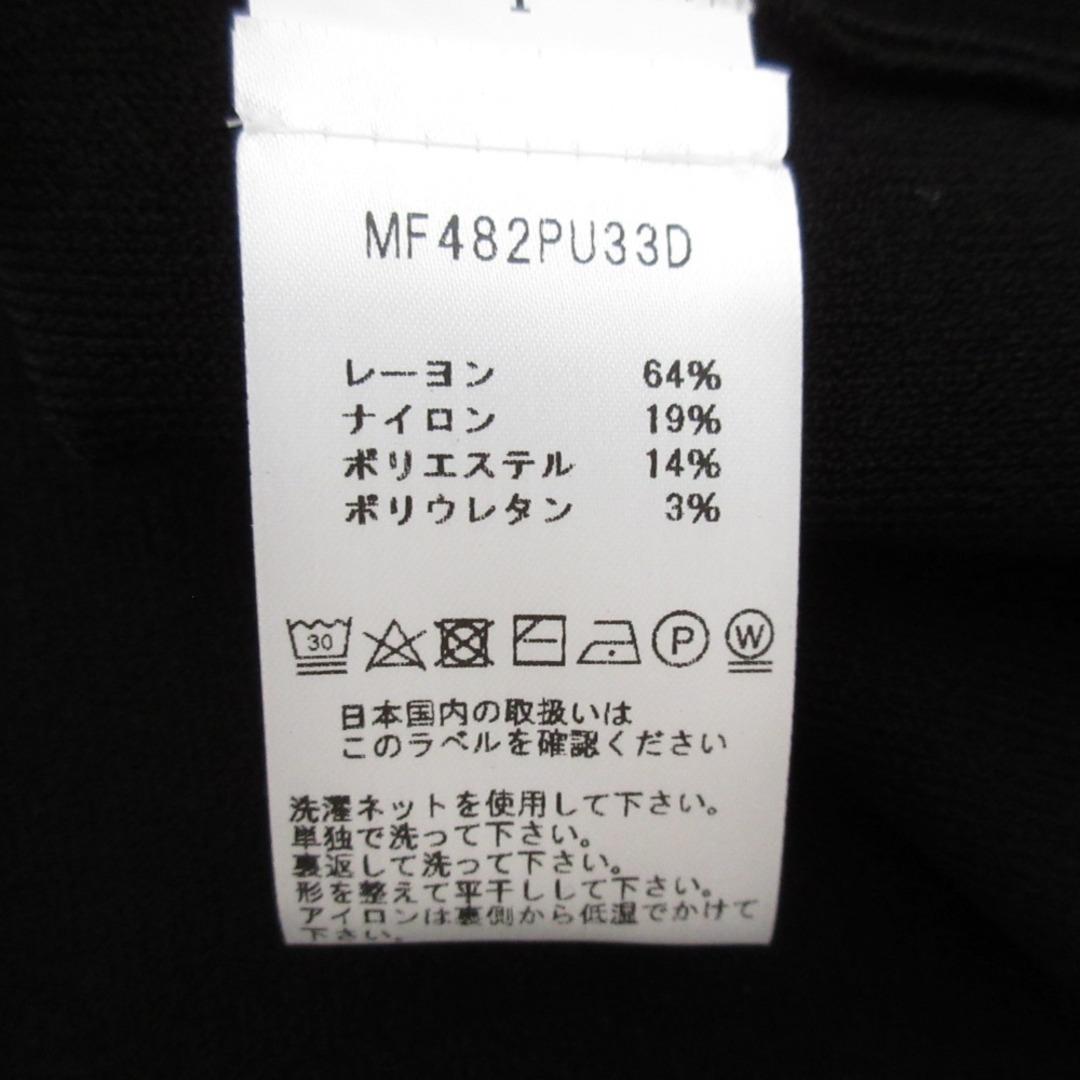 MF482PU33D
レーヨン 64%
ナイロン 19%
ポリエステル 14%
ポリウレタン 3%
30 P W
日本国内の取扱いは
このラベルを確認ください
洗濯ネットを使用して下さい。
単独で洗って下さい。
裏返して洗って下さい。
形を整えて平干しして下さい。
アイロンは裏側から低温でかけて
下さい。